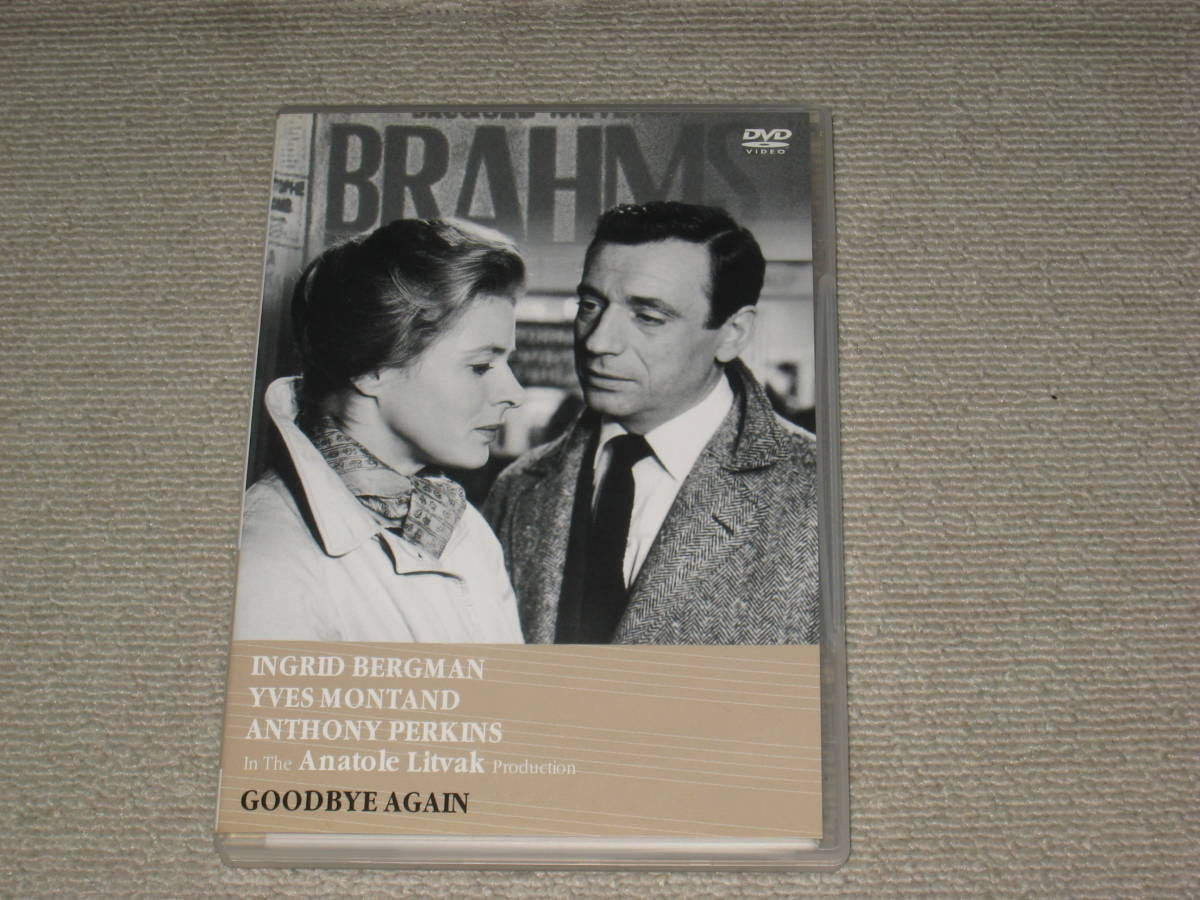 BRAHMS
DVD
VIDEO
INGRID BERGMAN
YVES MONTAND
ANTHONY PERKINS
In The Anatole Litvak Production
GOODBYE AGAIN